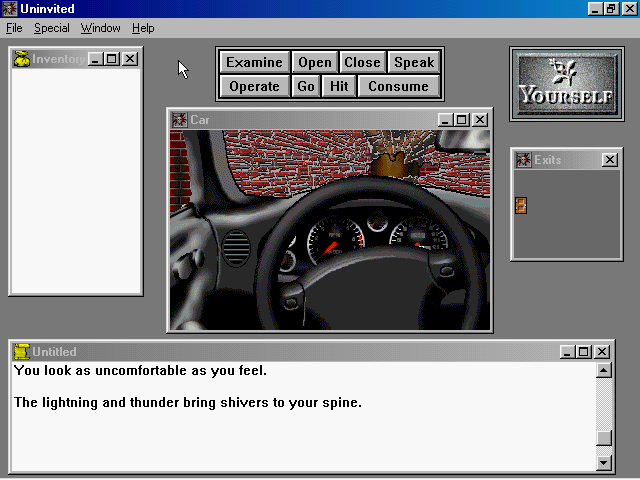 Uninvited
File Special Window Help
Inventory
Examine Open Close Speak
Operate Go Hit Consume
YOURSELF
Car
Exits
Untitled
You look as uncomfortable as you feel.
The lightning and thunder bring shivers to your spine.